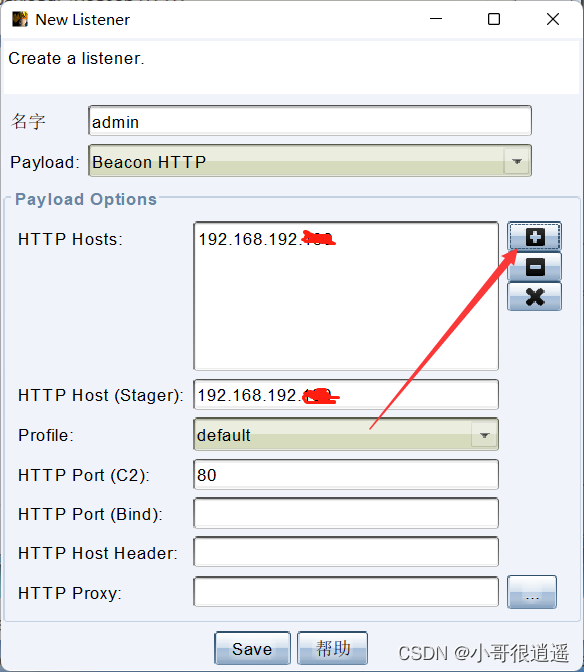 New Listener
Create a listener.
名字 admin
Payload: Beacon HTTP
Payload Options
HTTP Hosts: 192.168.192.
HTTP Host (Stager): 192.168.192.
Profile: default
HTTP Port (C2): 80
HTTP Port (Bind):
HTTP Host Header:
HTTP Proxy: ...
Save 帮助
CSDN @小哥很逍遥